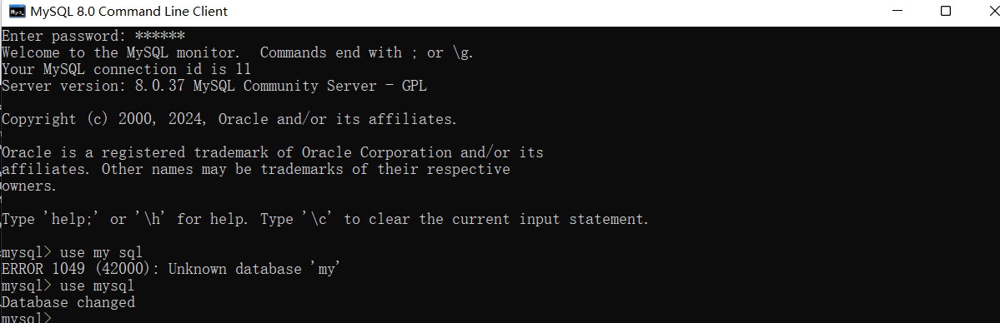 MySQL 8.0 Command Line Client
Enter password: ******
Welcome to the MySQL monitor.  Commands end with ; or \g.
Your MySQL connection id is 11
Server version: 8.0.37 MySQL Community Server - GPL
Copyright (c) 2000, 2024, Oracle and/or its affiliates.
Oracle is a registered trademark of Oracle Corporation and/or its
affiliates. Other names may be trademarks of their respective
owners.
Type 'help;' or '\h' for help. Type '\c' to clear the current input statement.
mysql> use my sql
ERROR 1049 (42000): Unknown database 'my'
mysql> use mysql
Database changed
mysql>